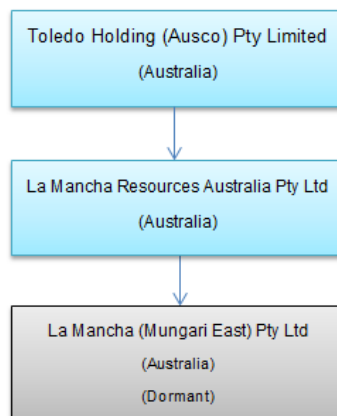 Toledo Holding (Ausco) Pty Limited
(Australia)
La Mancha Resources Australia Pty Ltd
(Australia)
La Mancha (Mungari East) Pty Ltd
(Australia)
(Dormant)